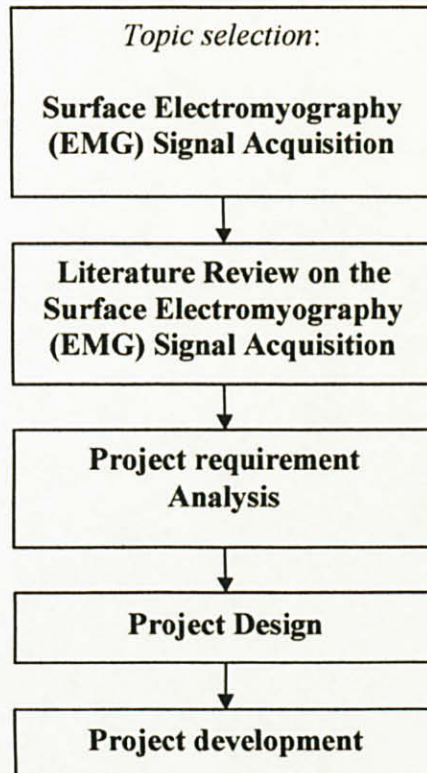 Topic selection:
Surface Electromyography
(EMG) Signal Acquisition
Literature Review on the
Surface Electromyography
(EMG) Signal Acquisition
Project requirement
Analysis
Project Design
Project development